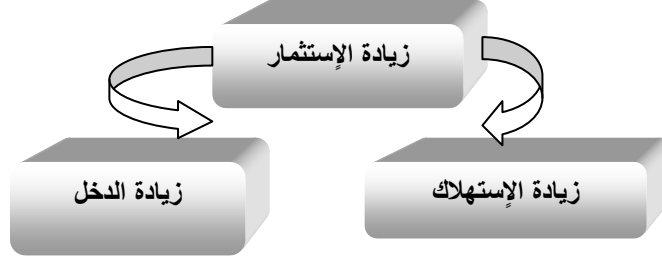 زيادة الإستثمار
زيادة الإستهلاك
زيادة الدخل